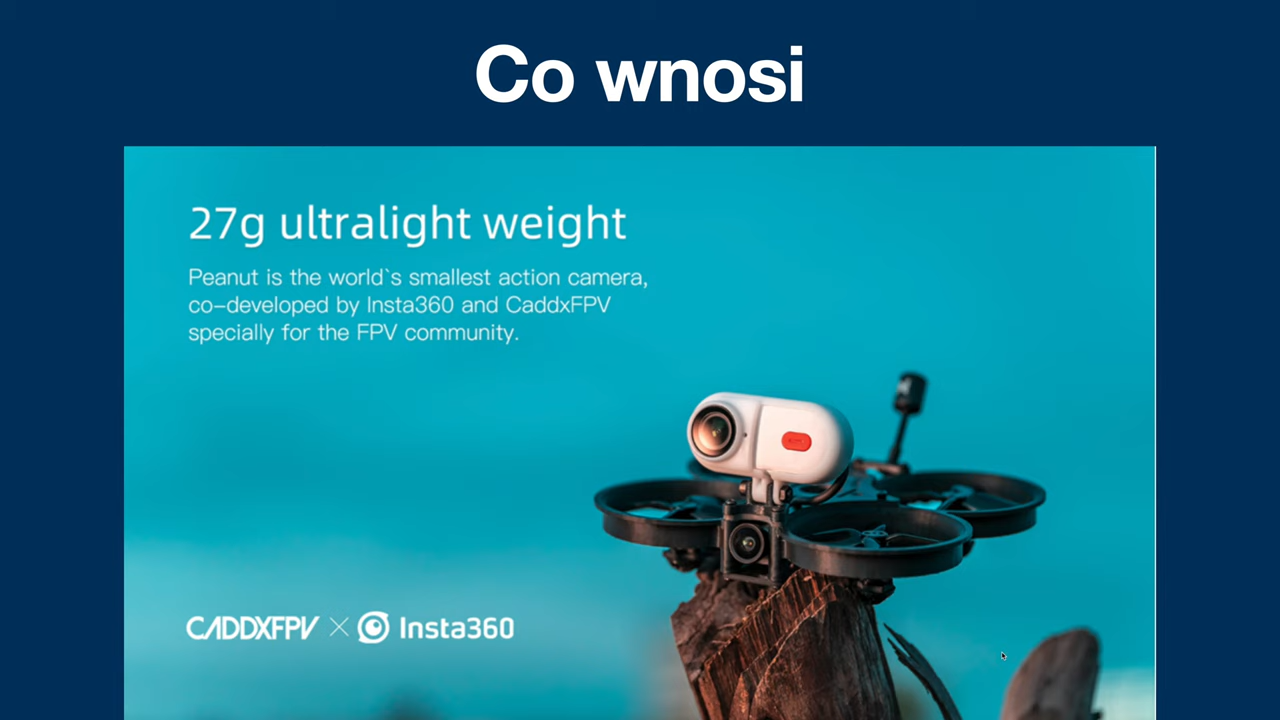 Co wnosi
27g ultralight weight
Peanut is the world`s smallest action camera,
co-developed by Insta360 and CaddxFPV
specially for the FPV community.
CADDXFPV × Insta360